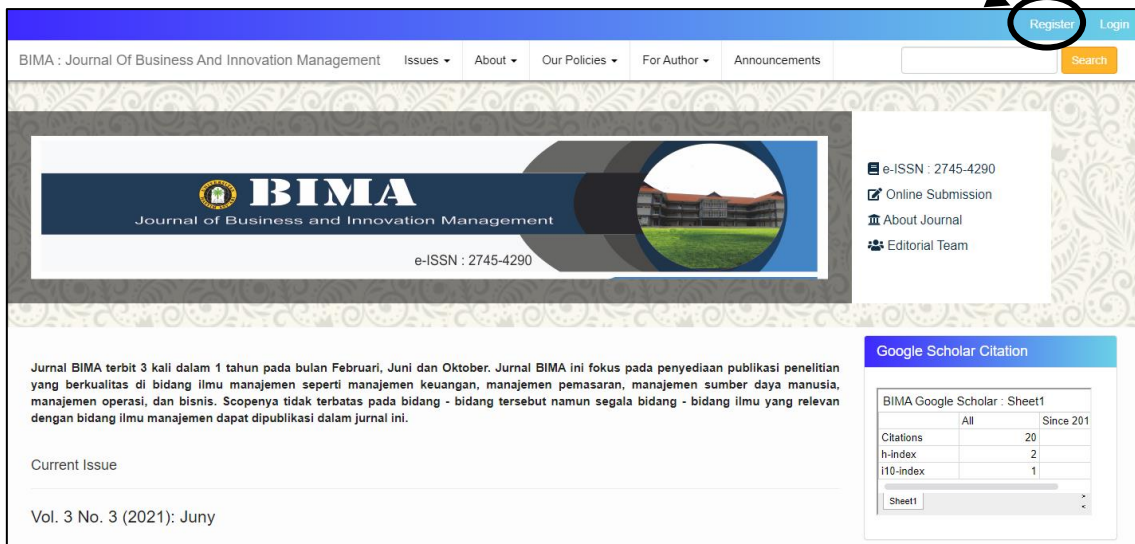 Register Login
BIMA : Journal Of Business And Innovation Management Issues About Our Policies For Author Announcements Search
BIMA
Journal of Business and Innovation Management
e-ISSN : 2745-4290
e-ISSN : 2745-4290
Online Submission
About Journal
Editorial Team
Jurnal BIMA terbit 3 kali dalam 1 tahun pada bulan Februari, Juni dan Oktober. Jurnal BIMA ini fokus pada penyediaan publikasi penelitian
yang berkualitas di bidang ilmu manajemen seperti manajemen keuangan, manajemen pemasaran, manajemen sumber daya manusia,
manajemen operasi, dan bisnis. Scopenya tidak terbatas pada bidang - bidang tersebut namun segala bidang - bidang ilmu yang relevan
dengan bidang ilmu manajemen dapat dipublikasi dalam jurnal ini.
Current Issue
Vol. 3 No. 3 (2021): Juny
Google Scholar Citation
BIMA Google Scholar : Sheet1
All Since 201
Citations 20
h-index 2
i10-index 1
Sheet1